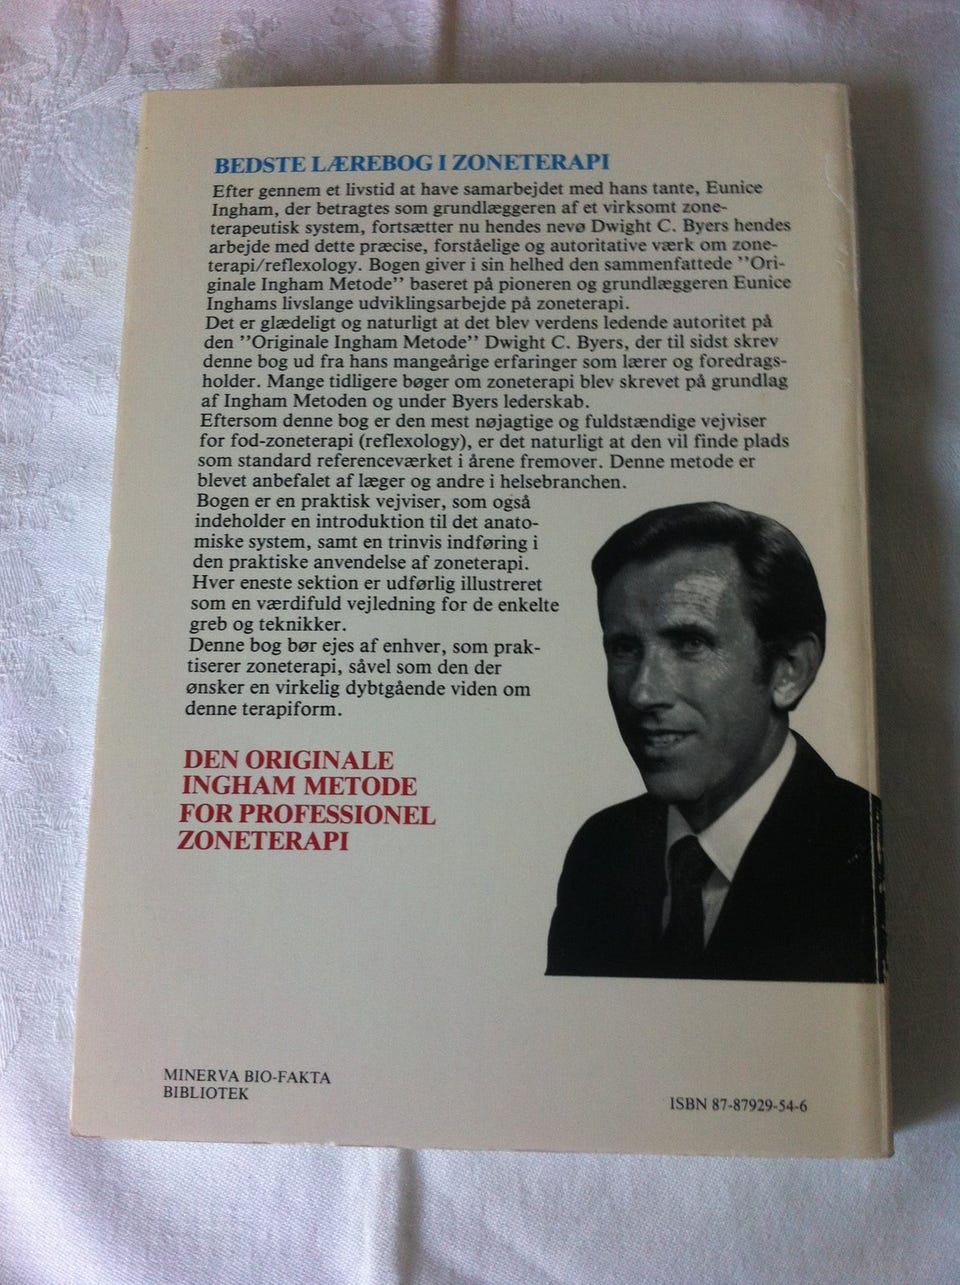 BEDSTE LÆREBOG I ZONETERAPI
Efter gennem et livstid at have samarbejdet med hans tante, Eunice
Ingham, der betragtes som grundlæggeren af et virksomt zone-
terapeutisk system, fortsætter nu hendes nevø Dwight C. Byers hendes
arbejde med dette præcise, forståelige og autoritative værk om zone-
terapi/reflexology. Bogen giver i sin helhed den sammenfattede ”Ori-
ginale Ingham Metode” baseret på pioneren og grundlæggeren Eunice
Inghams livslange udviklingsarbejde på zoneterapi.
Det er glædeligt og naturligt at det blev verdens ledende autoritet på
den ”Originale Ingham Metode” Dwight C. Byers, der til sidst skrev
denne bog ud fra hans mangeårige erfaringer som lærer og foredrags-
holder. Mange tidligere bøger om zoneterapi blev skrevet på grundlag
af Ingham Metoden og under Byers lederskab.
Eftersom denne bog er den mest nøjagtige og fuldstændige vejviser
for fod-zoneterapi (reflexology), er det naturligt at den vil finde plads
som standard referenceværket i årene fremover. Denne metode er
blevet anbefalet af læger og andre i helsebranchen.
Bogen er en praktisk vejviser, som også
indeholder en introduktion til det anato-
miske system, samt en trinvis indføring i
den praktiske anvendelse af zoneterapi.
Hver eneste sektion er udførlig illustreret
som en værdifuld vejledning for de enkelte
greb og teknikker.
Denne bog bør ejes af enhver, som prak-
tiserer zoneterapi, såvel som den der
ønsker en virkelig dybtgående viden om
denne terapiform.
DEN ORIGINALE
INGHAM METODE
FOR PROFESSIONEL
ZONETERAPI
MINERVA BIO-FAKTA
BIBLIOTEK
ISBN 87-87929-54-6